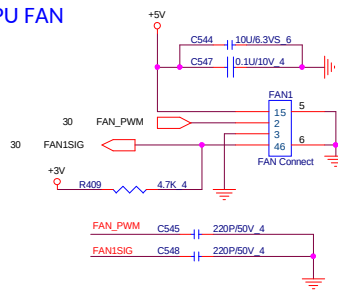 PU FAN
+5V
C544 10U/6.3VS_6
C547 0.1U/10V_4
FAN1
15 5
30 FAN_PWM 2
3
30 FAN1SIG 46 6
FAN Connect
+3V
R409 4.7K_4
FAN_PWM C545 220P/50V_4
FAN1SIG C548 220P/50V_4